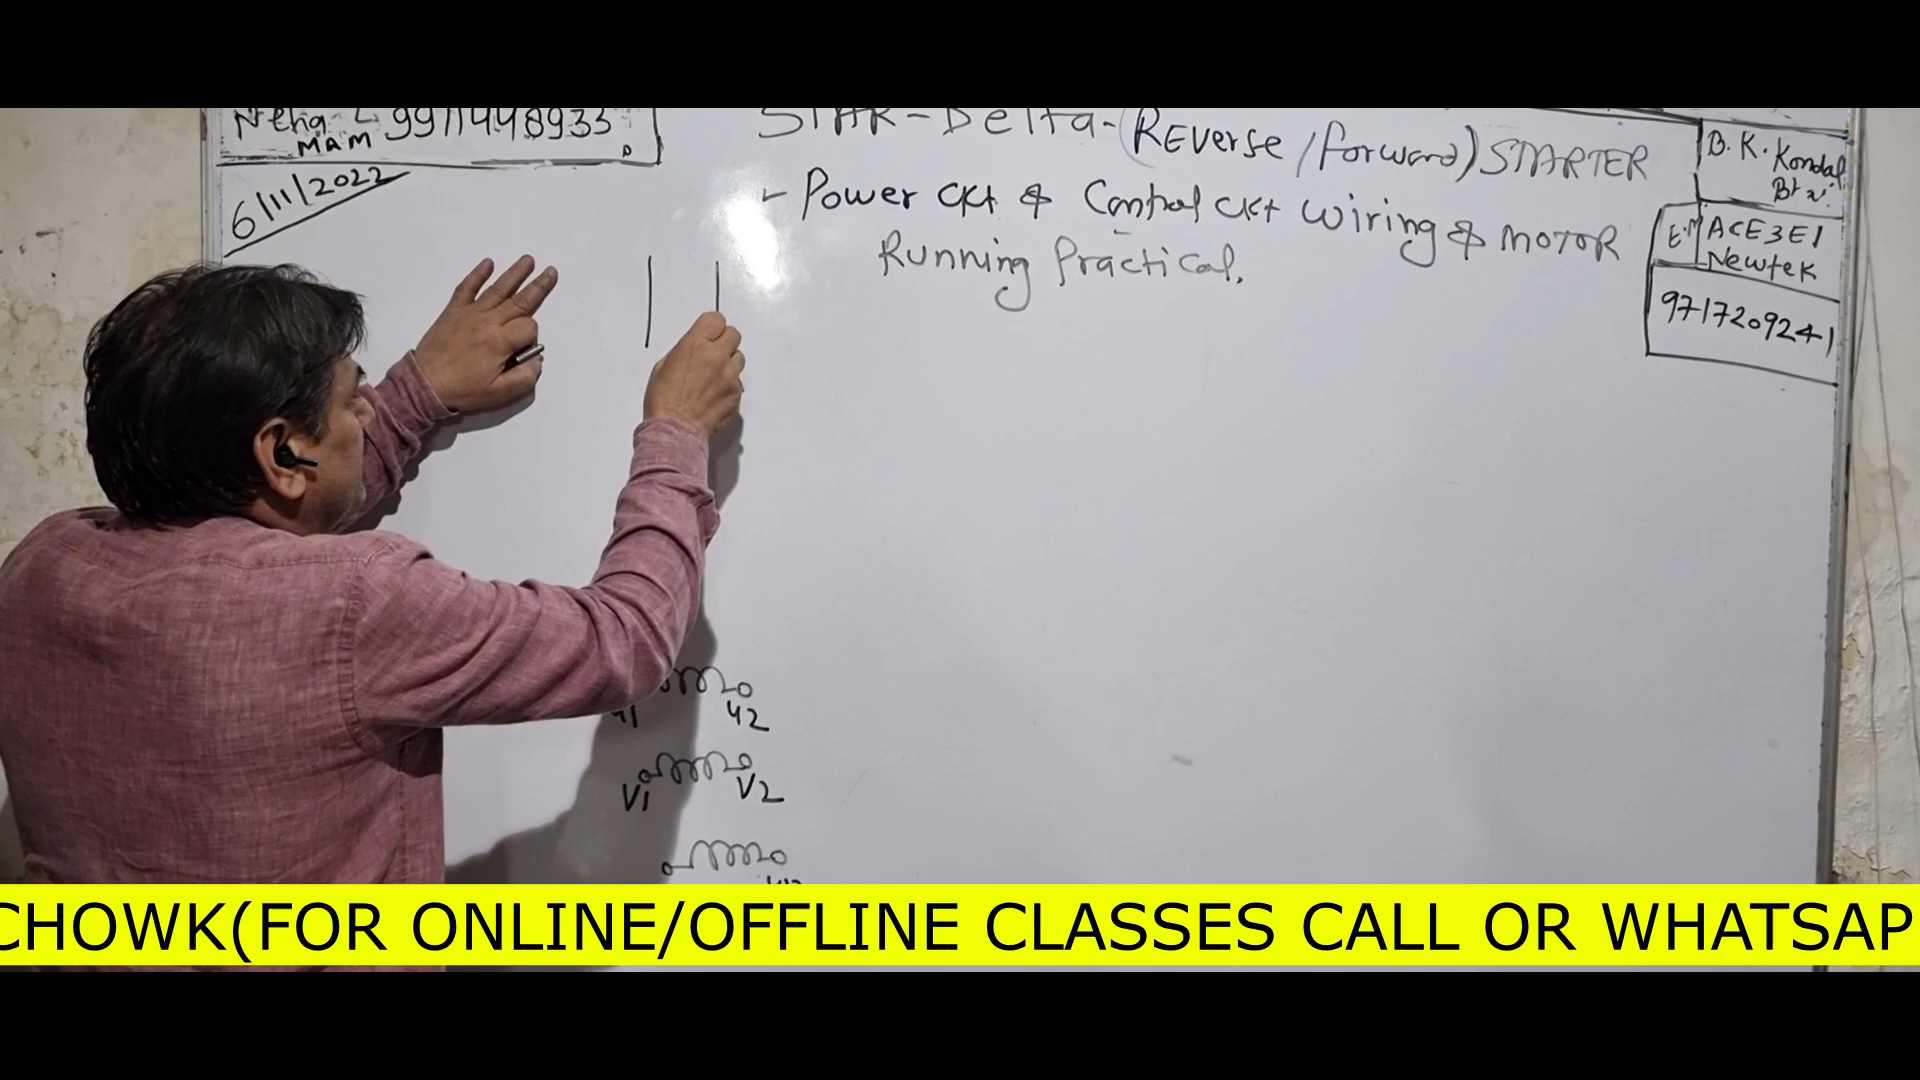 Neha 9911448933
MAM
6/11/2022
STAR-Delta-(REverse/forward) STARTER
- Power CKt & Control CKt Wiring & MOTOR
Running Practical.
B. K. Kondal
E.M ACE3E1
Newtek
9717209241
U1 U2
V1 V2
CHOWK(FOR ONLINE/OFFLINE CLASSES CALL OR WHATSAP